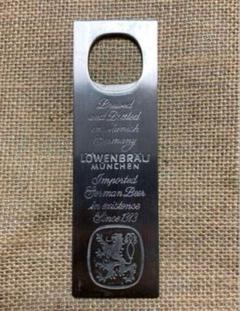 Brewed
and Bottled
in Munich
Germany
LÖWENBRÄU
MÜNCHEN
Imported
German Beer
in existence
Since 1383